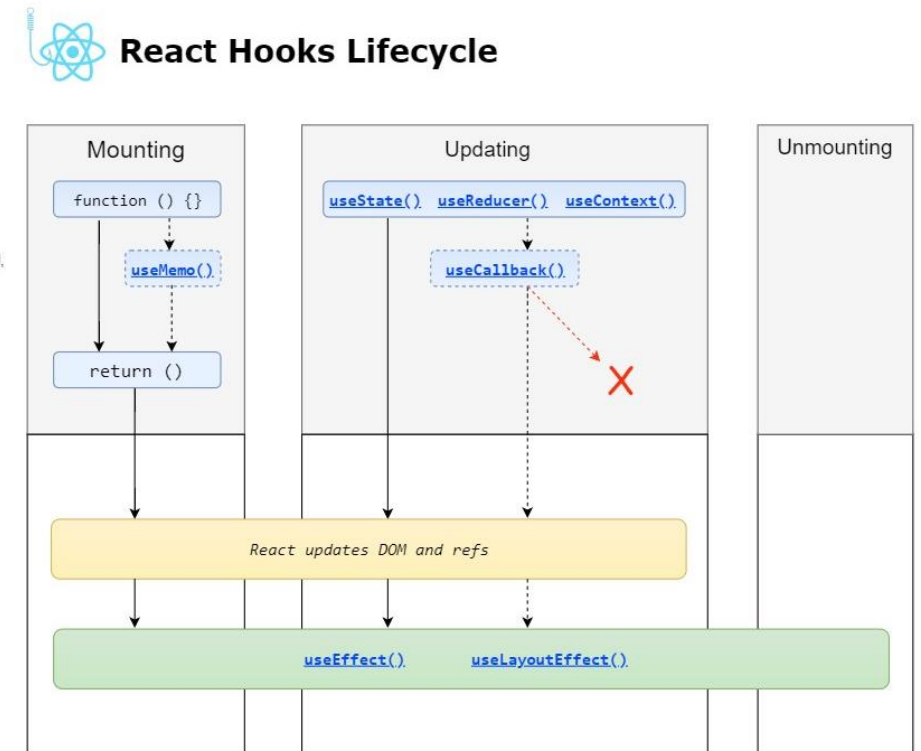 React Hooks Lifecycle
Mounting
function () {}
useMemo()
return ()
Updating
useState() useReducer() useContext()
useCallback()
Unmounting
React updates DOM and refs
useEffect() useLayoutEffect()